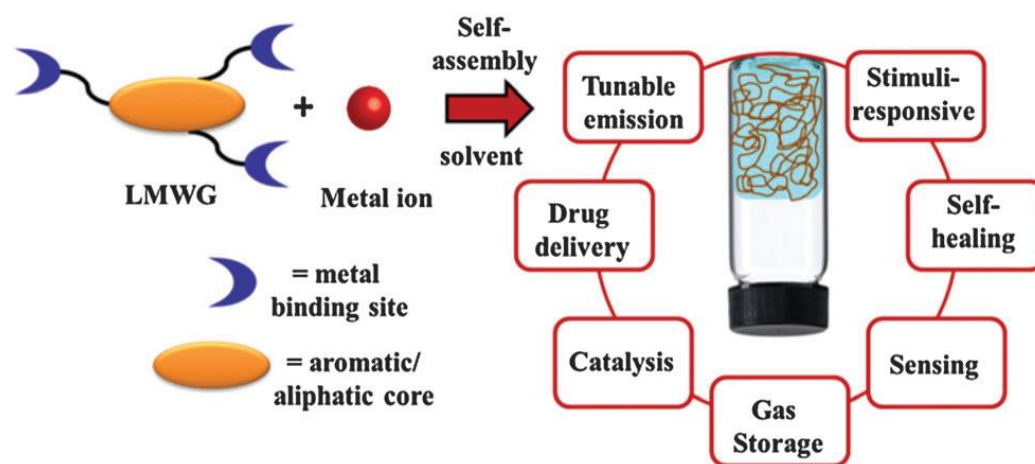 LMWG
+
Metal ion
Self-
assembly
solvent
= metal
binding site
= aromatic/
aliphatic core
Tunable
emission
Stimuli-
responsive
Drug
delivery
Self-
healing
Catalysis
Sensing
Gas
Storage